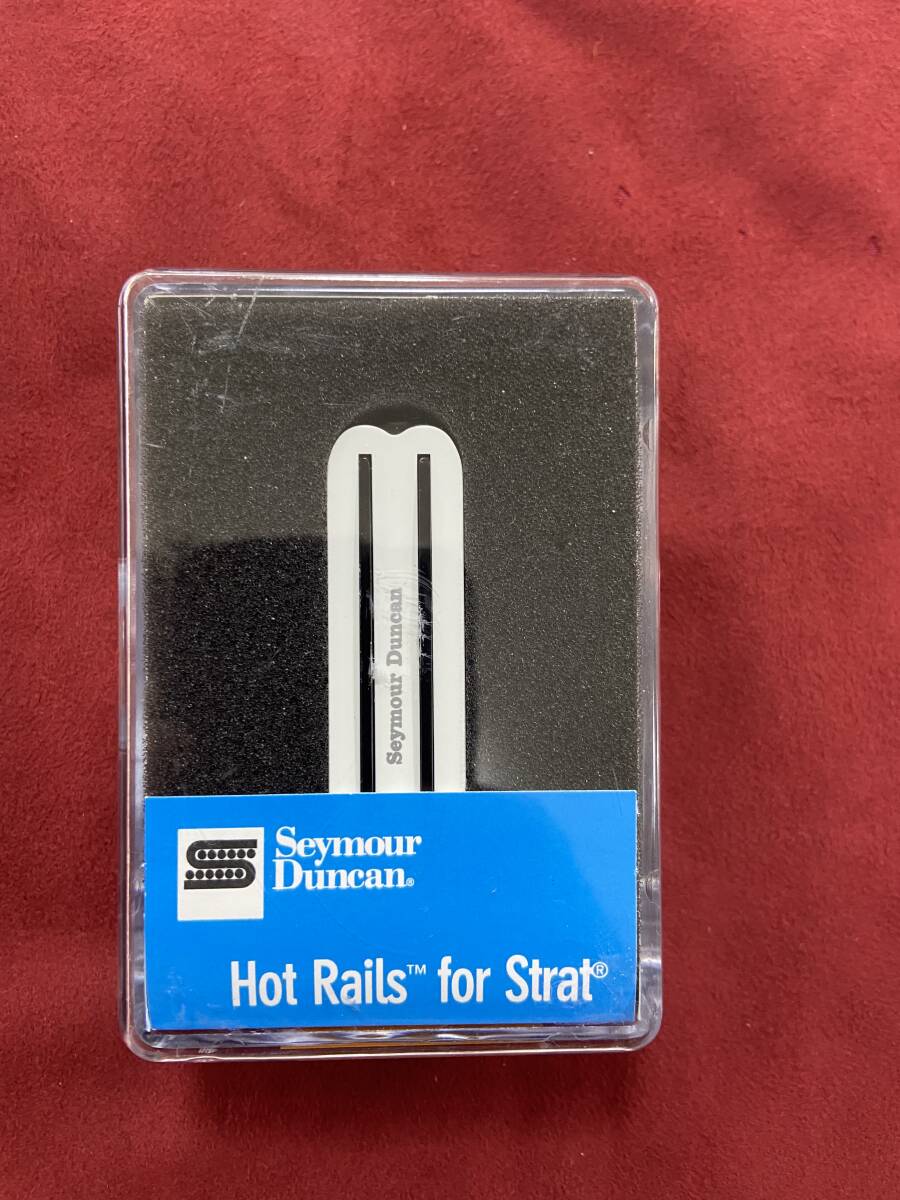 Seymour Duncan
Seymour
Duncan®
Hot Rails™ for Strat®